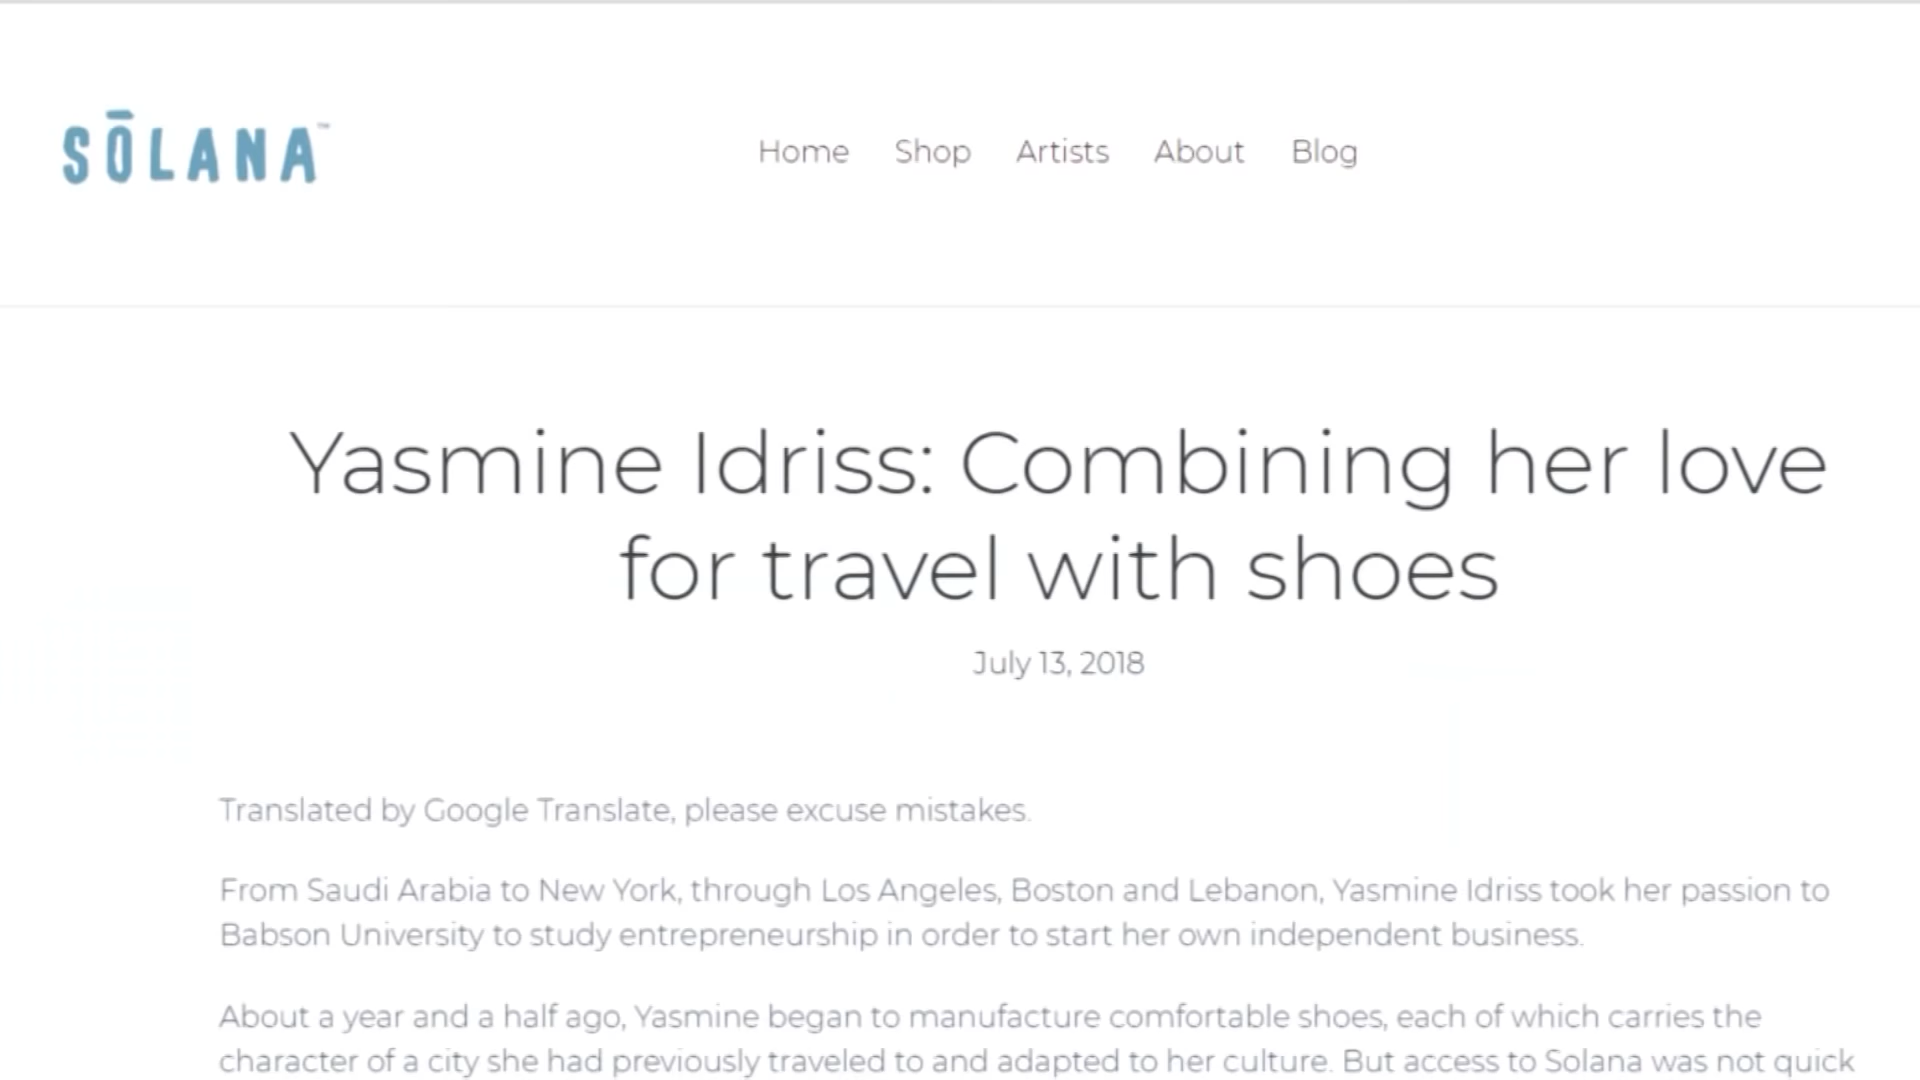 SŌLANA™
Home Shop Artists About Blog
Yasmine Idriss: Combining her love
for travel with shoes
July 13, 2018
Translated by Google Translate, please excuse mistakes.
From Saudi Arabia to New York, through Los Angeles, Boston and Lebanon, Yasmine Idriss took her passion to
Babson University to study entrepreneurship in order to start her own independent business.
About a year and a half ago, Yasmine began to manufacture comfortable shoes, each of which carries the
character of a city she had previously traveled to and adapted to her culture. But access to Solana was not quick